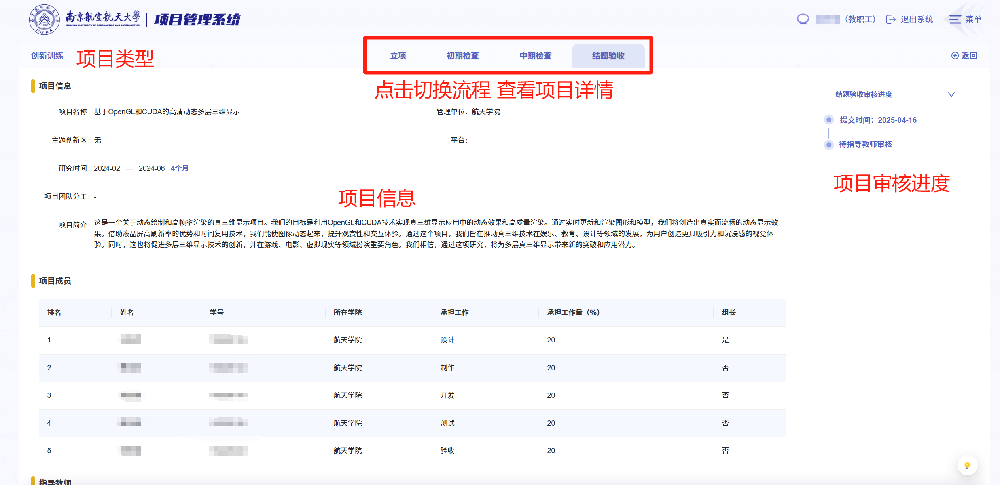 南京航空航天大學
NANJING UNIVERSITY OF AERONAUTICS AND ASTRONAUTICS
1952
NUAA
项目管理系统
（教职工） 退出系统 菜单
创新训练 项目类型 立项 初期检查 中期检查 结题验收 返回
点击切换流程 查看项目详情
项目信息
结题验收审核进度
项目名称： 基于OpenGL和CUDA的高清动态多层三维显示 管理单位： 航天学院
提交时间：2025-04-16
主题创新区： 无 平台： -
待指导教师审核
研究时间： 2024-02 — 2024-06 4个月
项目审核进度
项目团队分工： -
项目信息
项目简介： 这是一个关于动态绘制和高帧率渲染的真三维显示项目。我们的目标是利用OpenGL和CUDA技术实现真三维显示应用中的动态效果和高质量渲染。通过实时更新和渲染图形和模型，我们将创造出真实而流畅的动态显示效
果。借助液晶屏高刷新率的优势和时间复用技术，我们能使图像动态起来，提升观赏性和交互体验。通过这个项目，我们旨在推动真三维技术在娱乐、教育、设计等领域的发展，为用户创造更具吸引力和沉浸感的视觉体
验。同时，这也将促进多层三维显示技术的创新，并在游戏、电影、虚拟现实等领域扮演重要角色。我们相信，通过这项研究，将为多层真三维显示带来新的突破和应用潜力。
项目成员
排名 姓名 学号 所在学院 承担工作 承担工作量（%） 组长
1 航天学院 设计 20 是
2 航天学院 制作 20 否
3 航天学院 开发 20 否
4 航天学院 测试 20 否
5 航天学院 验收 20 否
指导教师